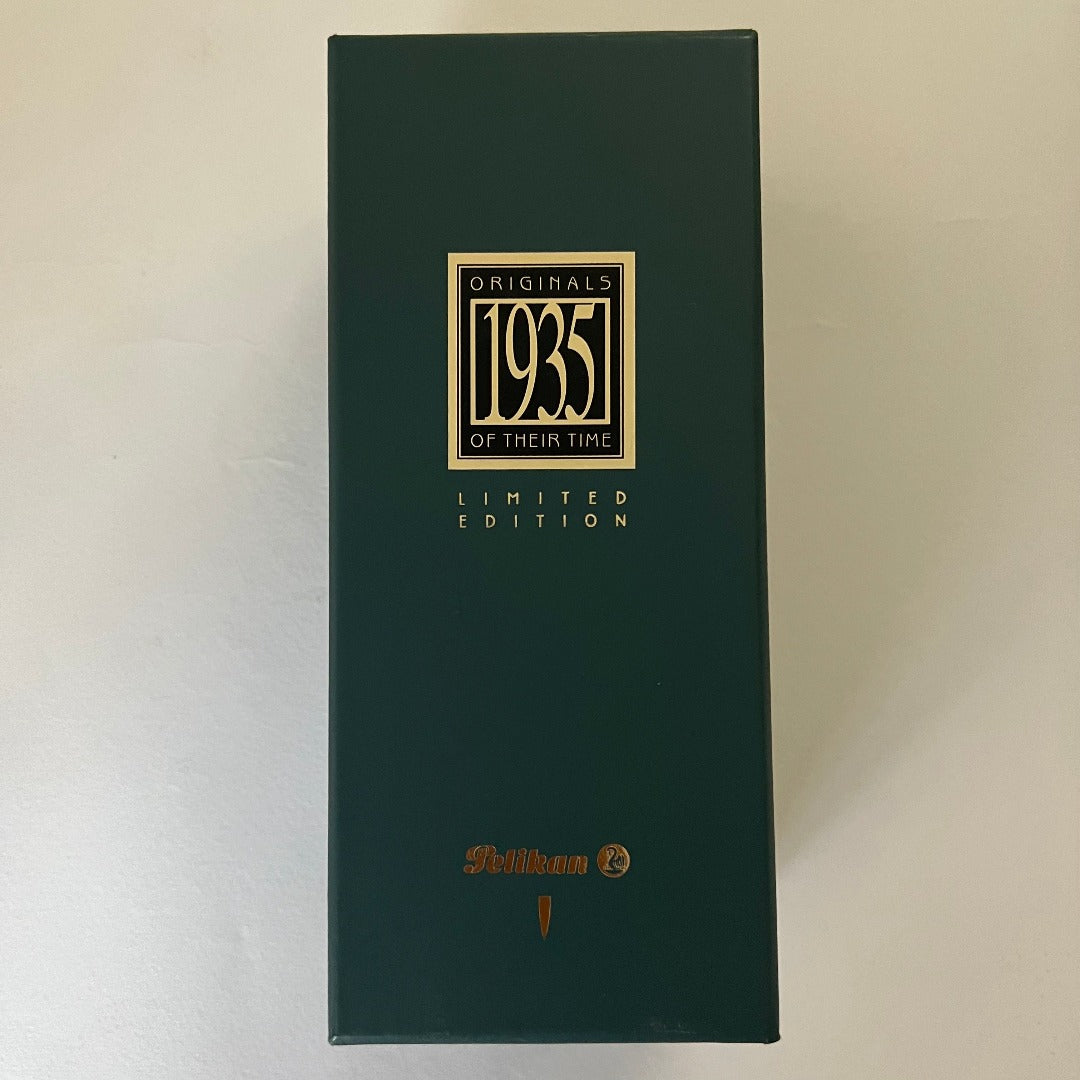 ORIGINALS
1935
OF THEIR TIME
LIMITED
EDITION
Pelikan